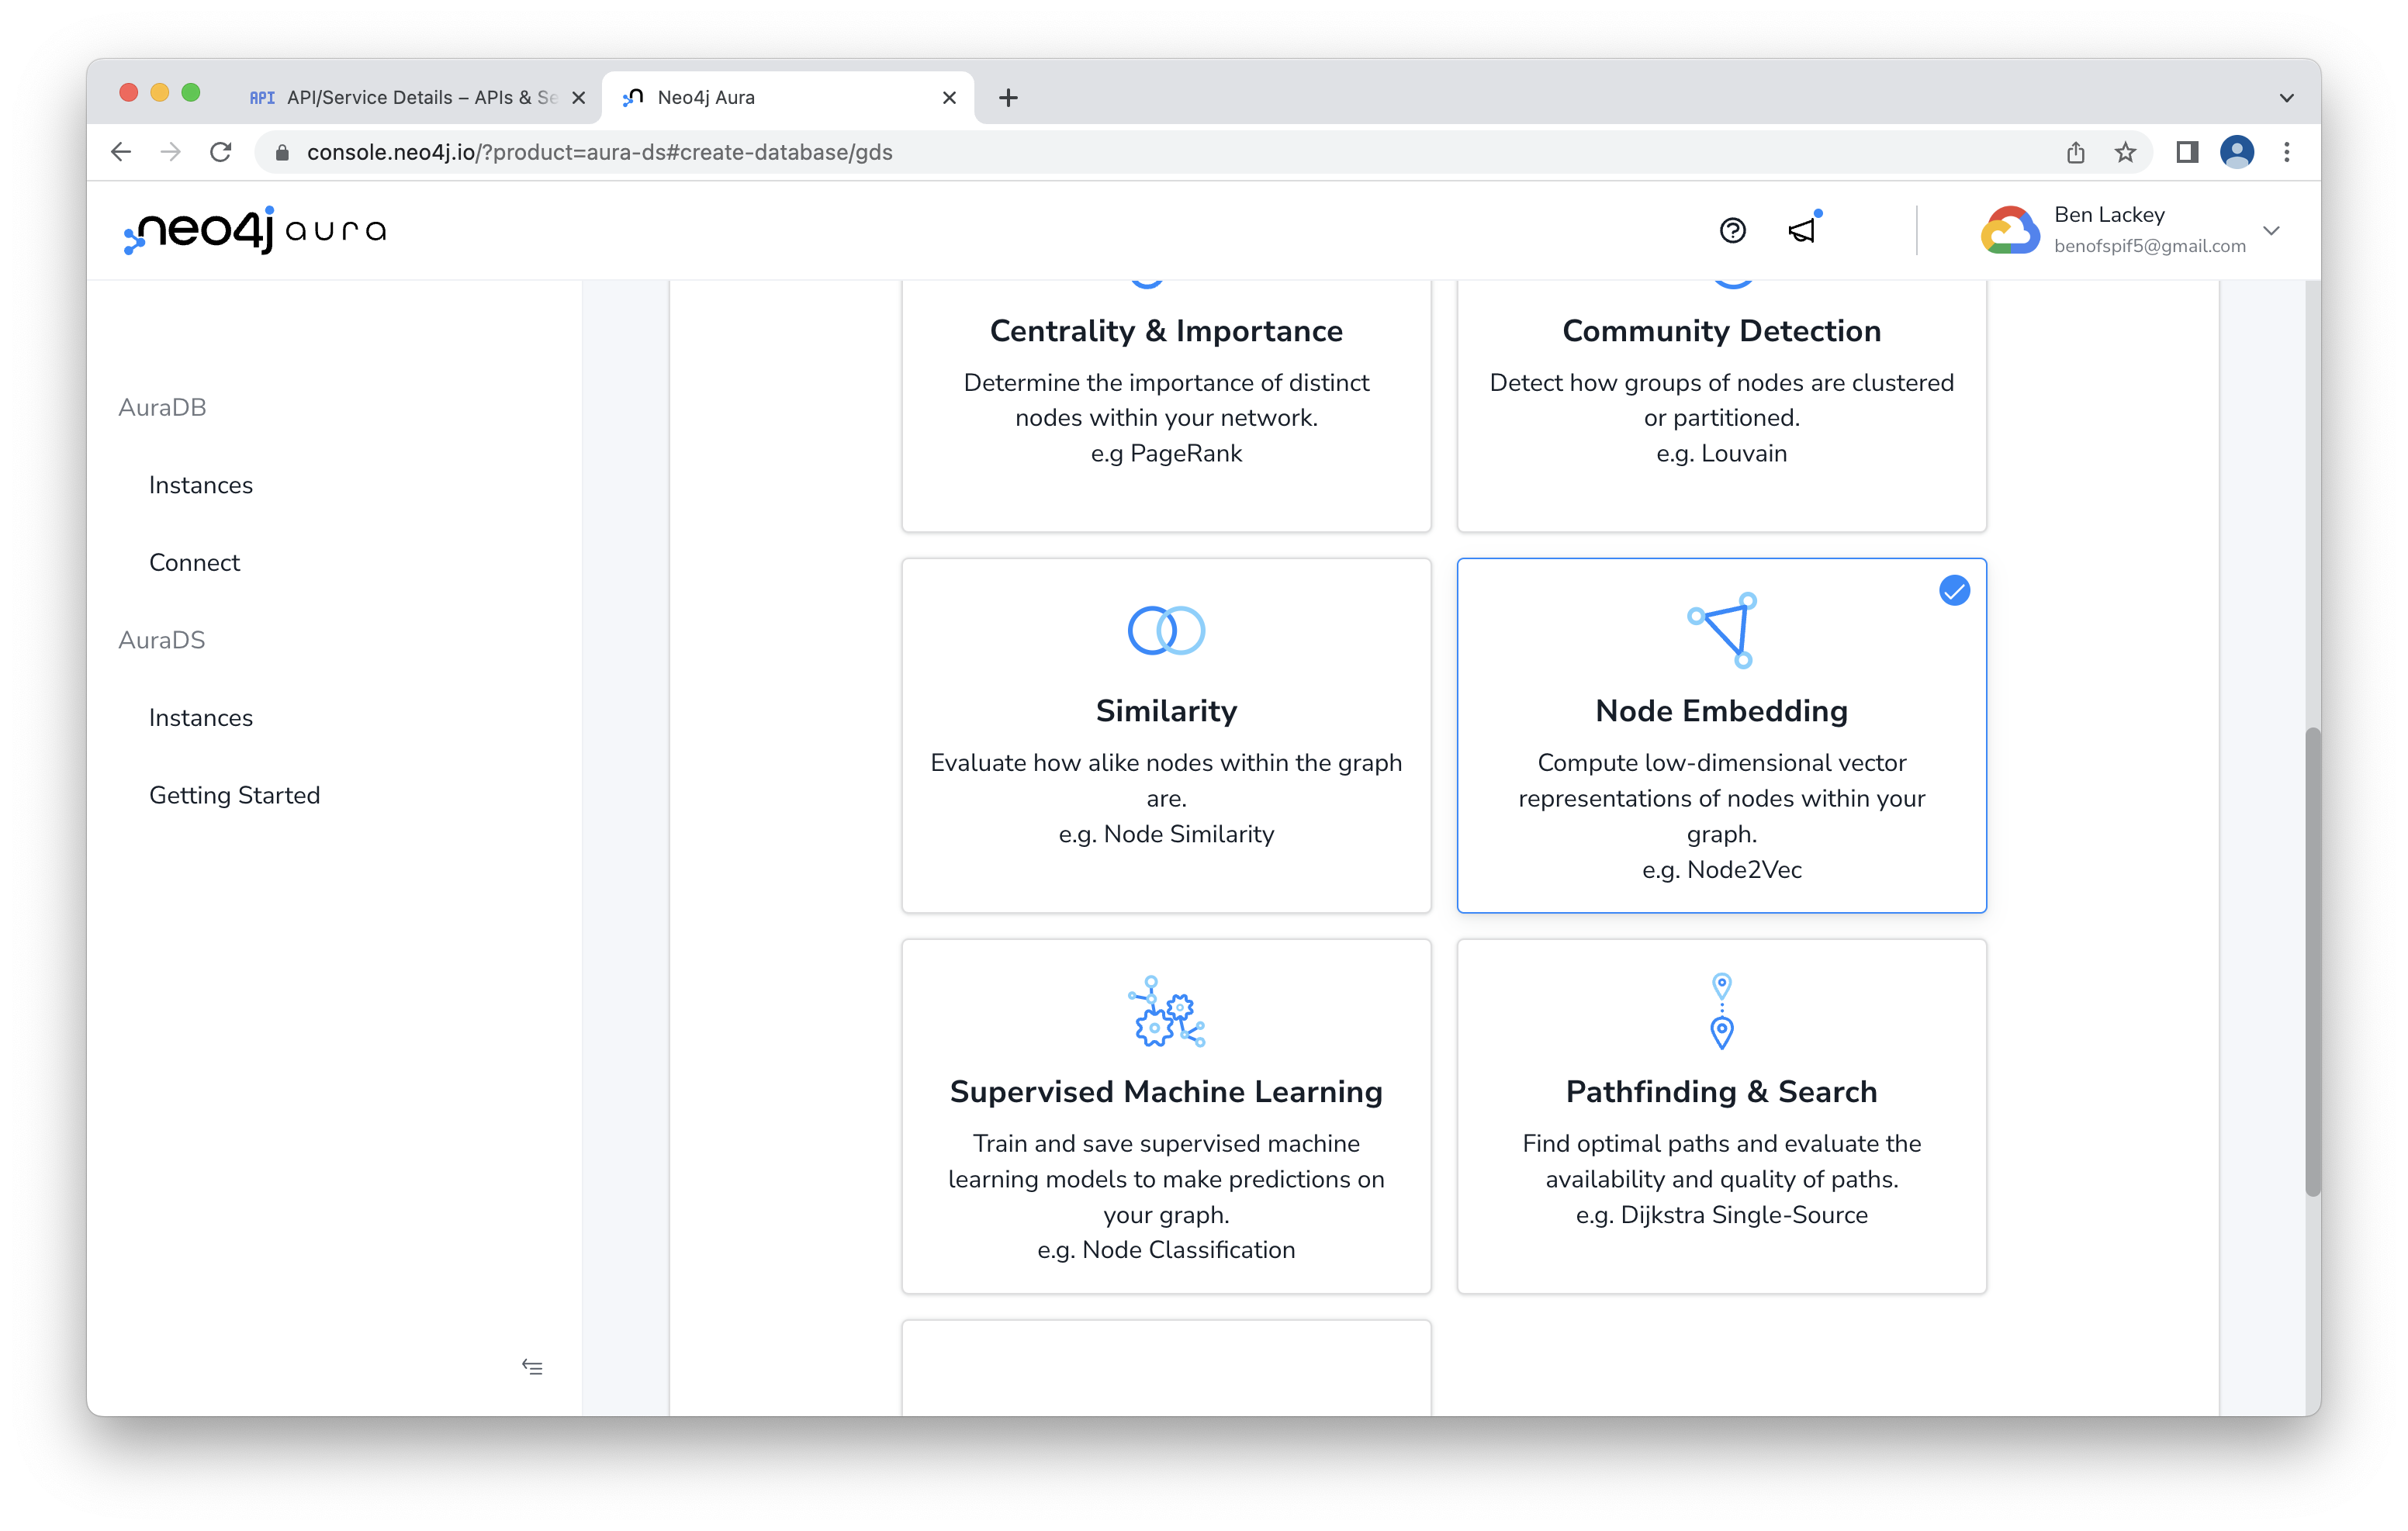 API API/Service Details – APIs & Se
Neo4j Aura
console.neo4j.io/?product=aura-ds#create-database/gds
neo4j aura
Ben Lackey
benofspif5@gmail.com
AuraDB
Instances
Connect
AuraDS
Instances
Getting Started
Centrality & Importance
Determine the importance of distinct
nodes within your network.
e.g PageRank
Community Detection
Detect how groups of nodes are clustered
or partitioned.
e.g. Louvain
Similarity
Evaluate how alike nodes within the graph
are.
e.g. Node Similarity
Node Embedding
Compute low-dimensional vector
representations of nodes within your
graph.
e.g. Node2Vec
Supervised Machine Learning
Train and save supervised machine
learning models to make predictions on
your graph.
e.g. Node Classification
Pathfinding & Search
Find optimal paths and evaluate the
availability and quality of paths.
e.g. Dijkstra Single-Source